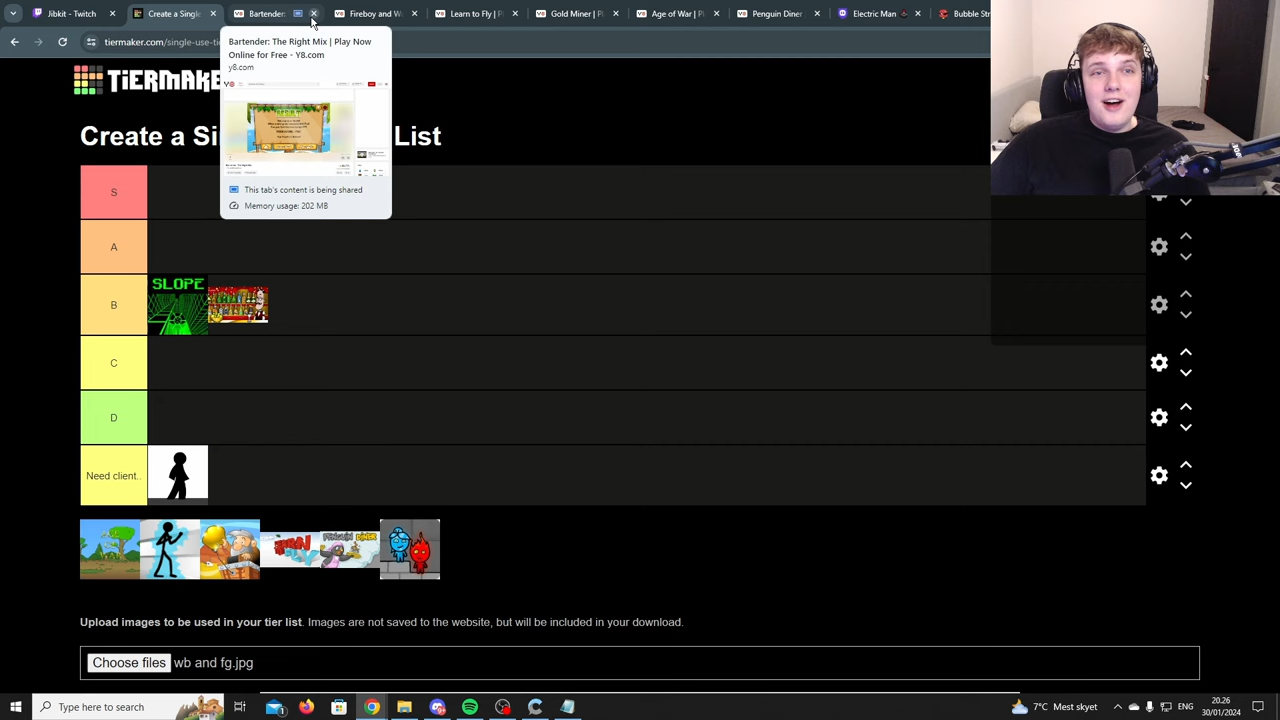 Jibkit - Twitch
Create a Single
Bartender:
Fireboy and W
Learn to Fly | P
Gold Miner | Pl
Age of War | Pl
Penguin Diner
Electric Man
Bubble Str
tiermaker.com/single-use-ti
Bartender: The Right Mix | Play Now
Online for Free - Y8.com
y8.com
This tab's content is being shared
Memory usage: 202 MB
TiERMAKE
Create a Si
List
S
A
B
SLOPE
C
D
Need client..
PENGUIN DINER
Upload images to be used in your tier list. Images are not saved to the website, but will be included in your download.
Choose files wb and fg.jpg
Type here to search
1
7°C Mest skyet
ENG
20.26
30/01/2024